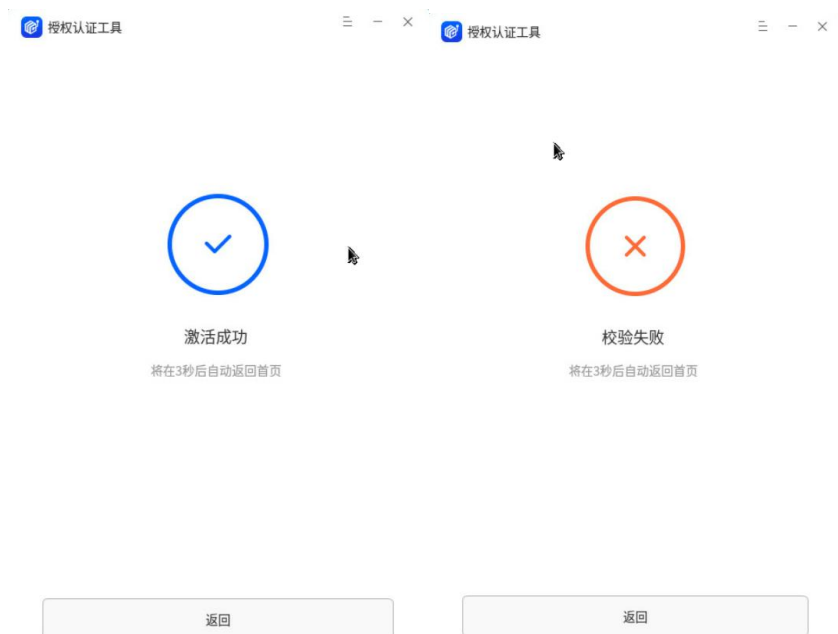 授权认证工具
激活成功
将在3秒后自动返回首页
返回
授权认证工具
校验失败
将在3秒后自动返回首页
返回